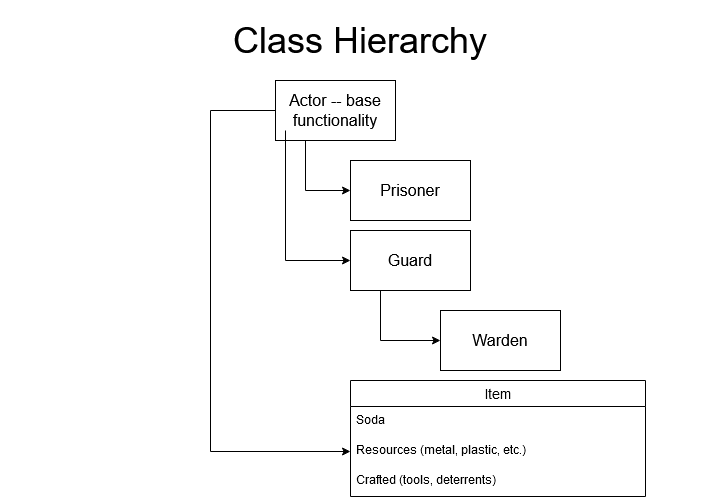 Class Hierarchy
Actor -- base
functionality
Prisoner
Guard
Warden
Item
Soda
Resources (metal, plastic, etc.)
Crafted (tools, deterrents)